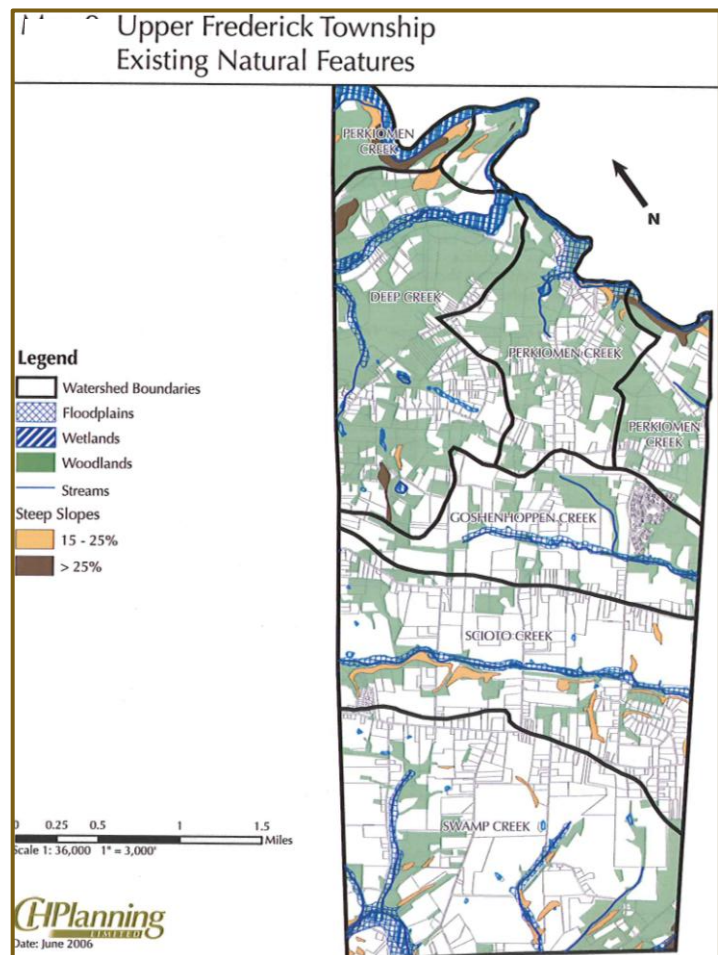 Upper Frederick Township
Existing Natural Features
PERKIOMEN
CREEK
N
DEEP CREEK
PERKIOMEN CREEK
PERKIOMEN
CREEK
GOSHENHOPPEN CREEK
SCIOTO CREEK
SWAMP CREEK
Legend
Watershed Boundaries
Floodplains
Wetlands
Woodlands
Streams
Steep Slopes
15 - 25%
> 25%
0 0.25 0.5 1 1.5
Miles
Scale 1: 36,000 1" = 3,000'
CHPlanning
LIMITED
Date: June 2006